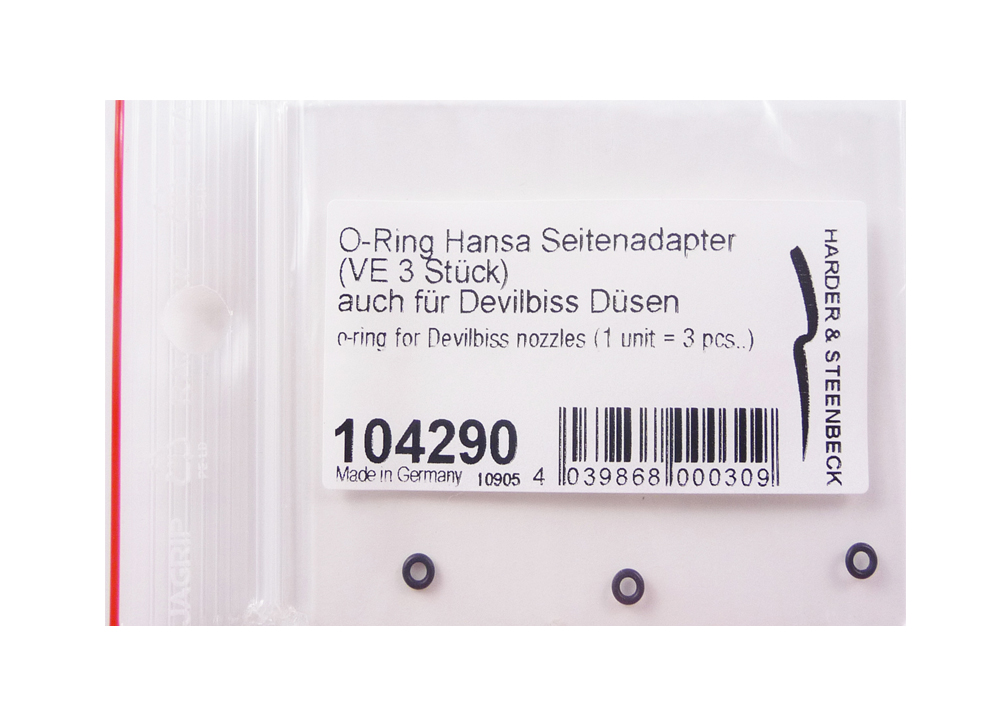 O-Ring Hansa Seitenadapter
(VE 3 Stück)
auch für Devilbiss Düsen
o-ring for Devilbiss nozzles (1 unit = 3 pcs..)
104290
Made in Germany 10905
4 039868 000309
HARDER & STEENBECK
JAGRIP